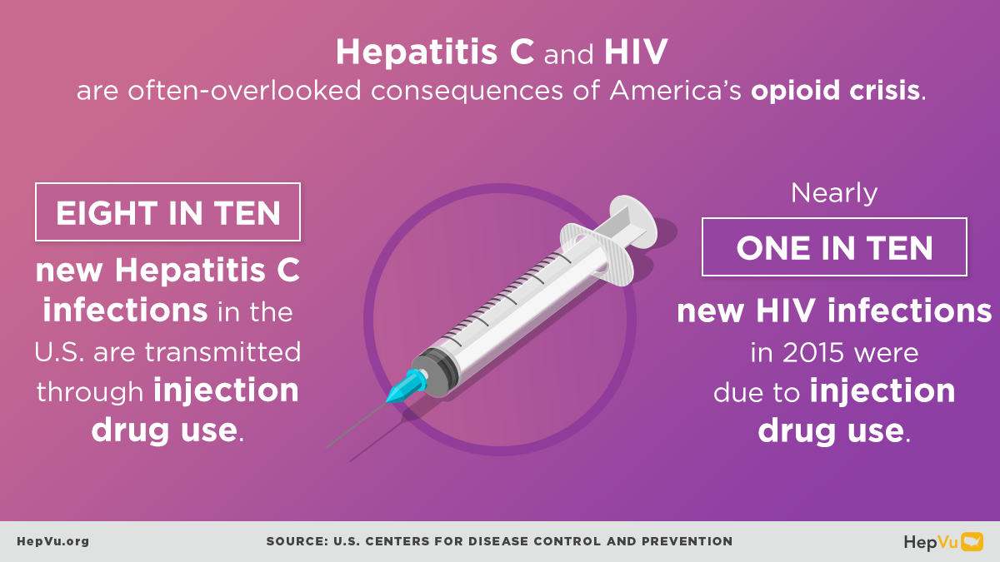 Hepatitis C and HIV
are often-overlooked consequences of America's opioid crisis.
EIGHT IN TEN
new Hepatitis C
infections in the
U.S. are transmitted
through injection
drug use.
Nearly
ONE IN TEN
new HIV infections
in 2015 were
due to injection
drug use.
HepVu.org
SOURCE: U.S. CENTERS FOR DISEASE CONTROL AND PREVENTION
HepVu